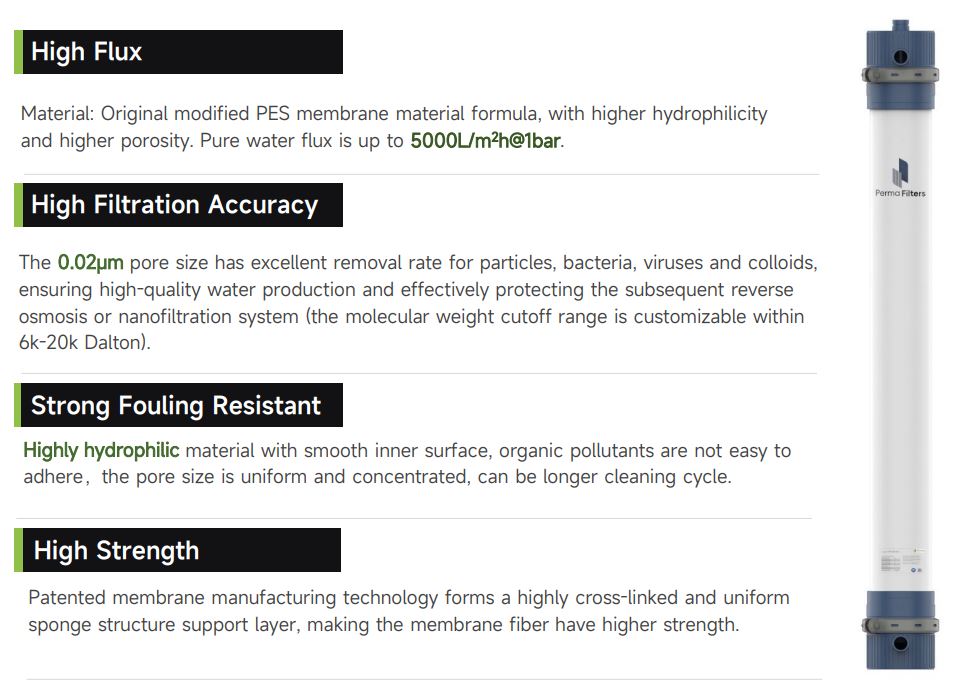 High Flux
Material: Original modified PES membrane material formula, with higher hydrophilicity
and higher porosity. Pure water flux is up to 5000L/m²h@1bar.
High Filtration Accuracy
The 0.02μm pore size has excellent removal rate for particles, bacteria, viruses and colloids,
ensuring high-quality water production and effectively protecting the subsequent reverse
osmosis or nanofiltration system (the molecular weight cutoff range is customizable within
6k-20k Dalton).
Strong Fouling Resistant
Highly hydrophilic material with smooth inner surface, organic pollutants are not easy to
adhere，the pore size is uniform and concentrated, can be longer cleaning cycle.
High Strength
Patented membrane manufacturing technology forms a highly cross-linked and uniform
sponge structure support layer, making the membrane fiber have higher strength.
Perma Filters